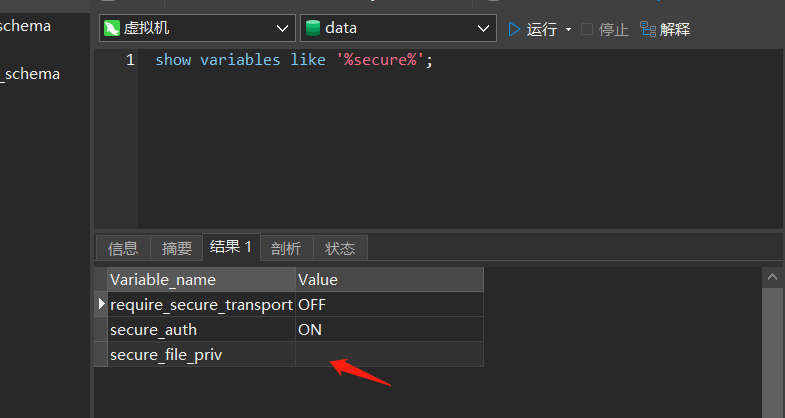 schema
_schema
虚拟机
data
运行
停止
解释
1 show variables like '%secure%';
信息 摘要 结果 1 剖析 状态
Variable_name Value
require_secure_transport OFF
secure_auth ON
secure_file_priv